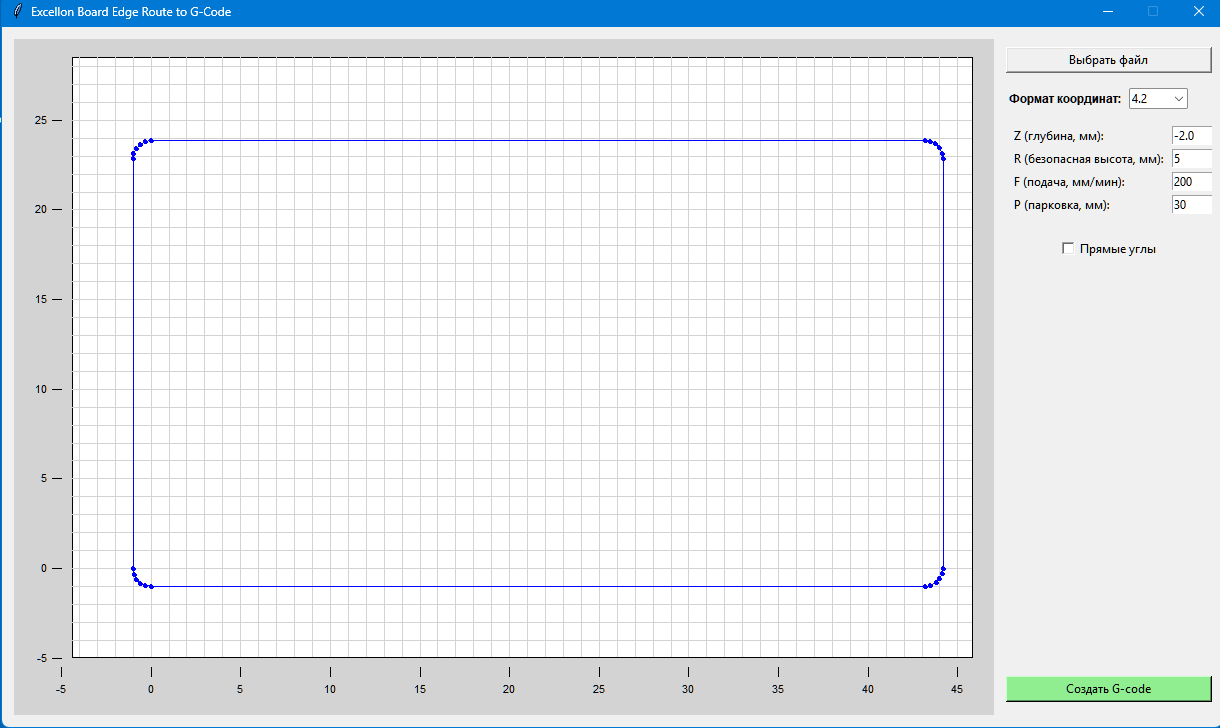 Excellon Board Edge Route to G-Code
Выбрать файл
Формат координат: 4.2
Z (глубина, мм): -2.0
R (безопасная высота, мм): 5
F (подача, мм/мин): 200
P (парковка, мм): 30
Прямые углы
25
20
15
10
5
0
-5
-5 0 5 10 15 20 25 30 35 40 45
Создать G-code